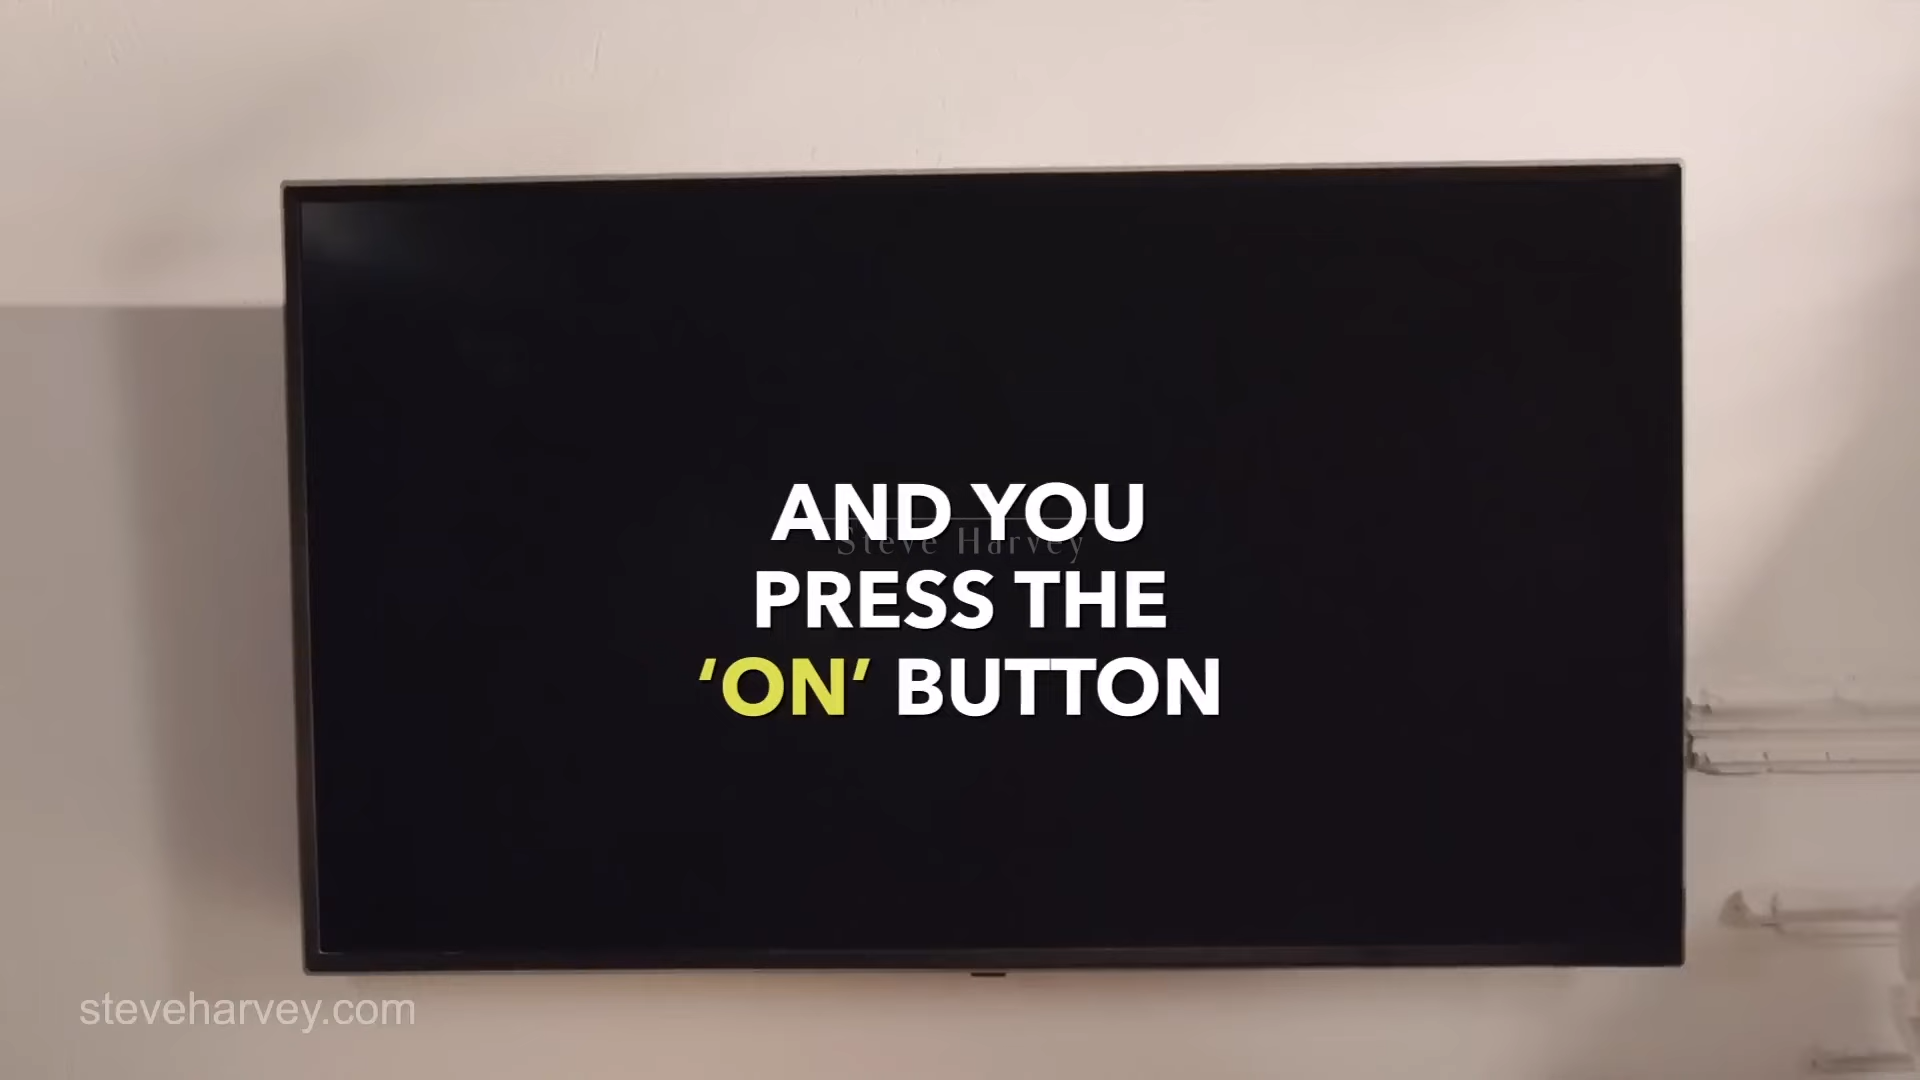 AND YOU
Steve Harvey
PRESS THE
‘ON’ BUTTON
steveharvey.com